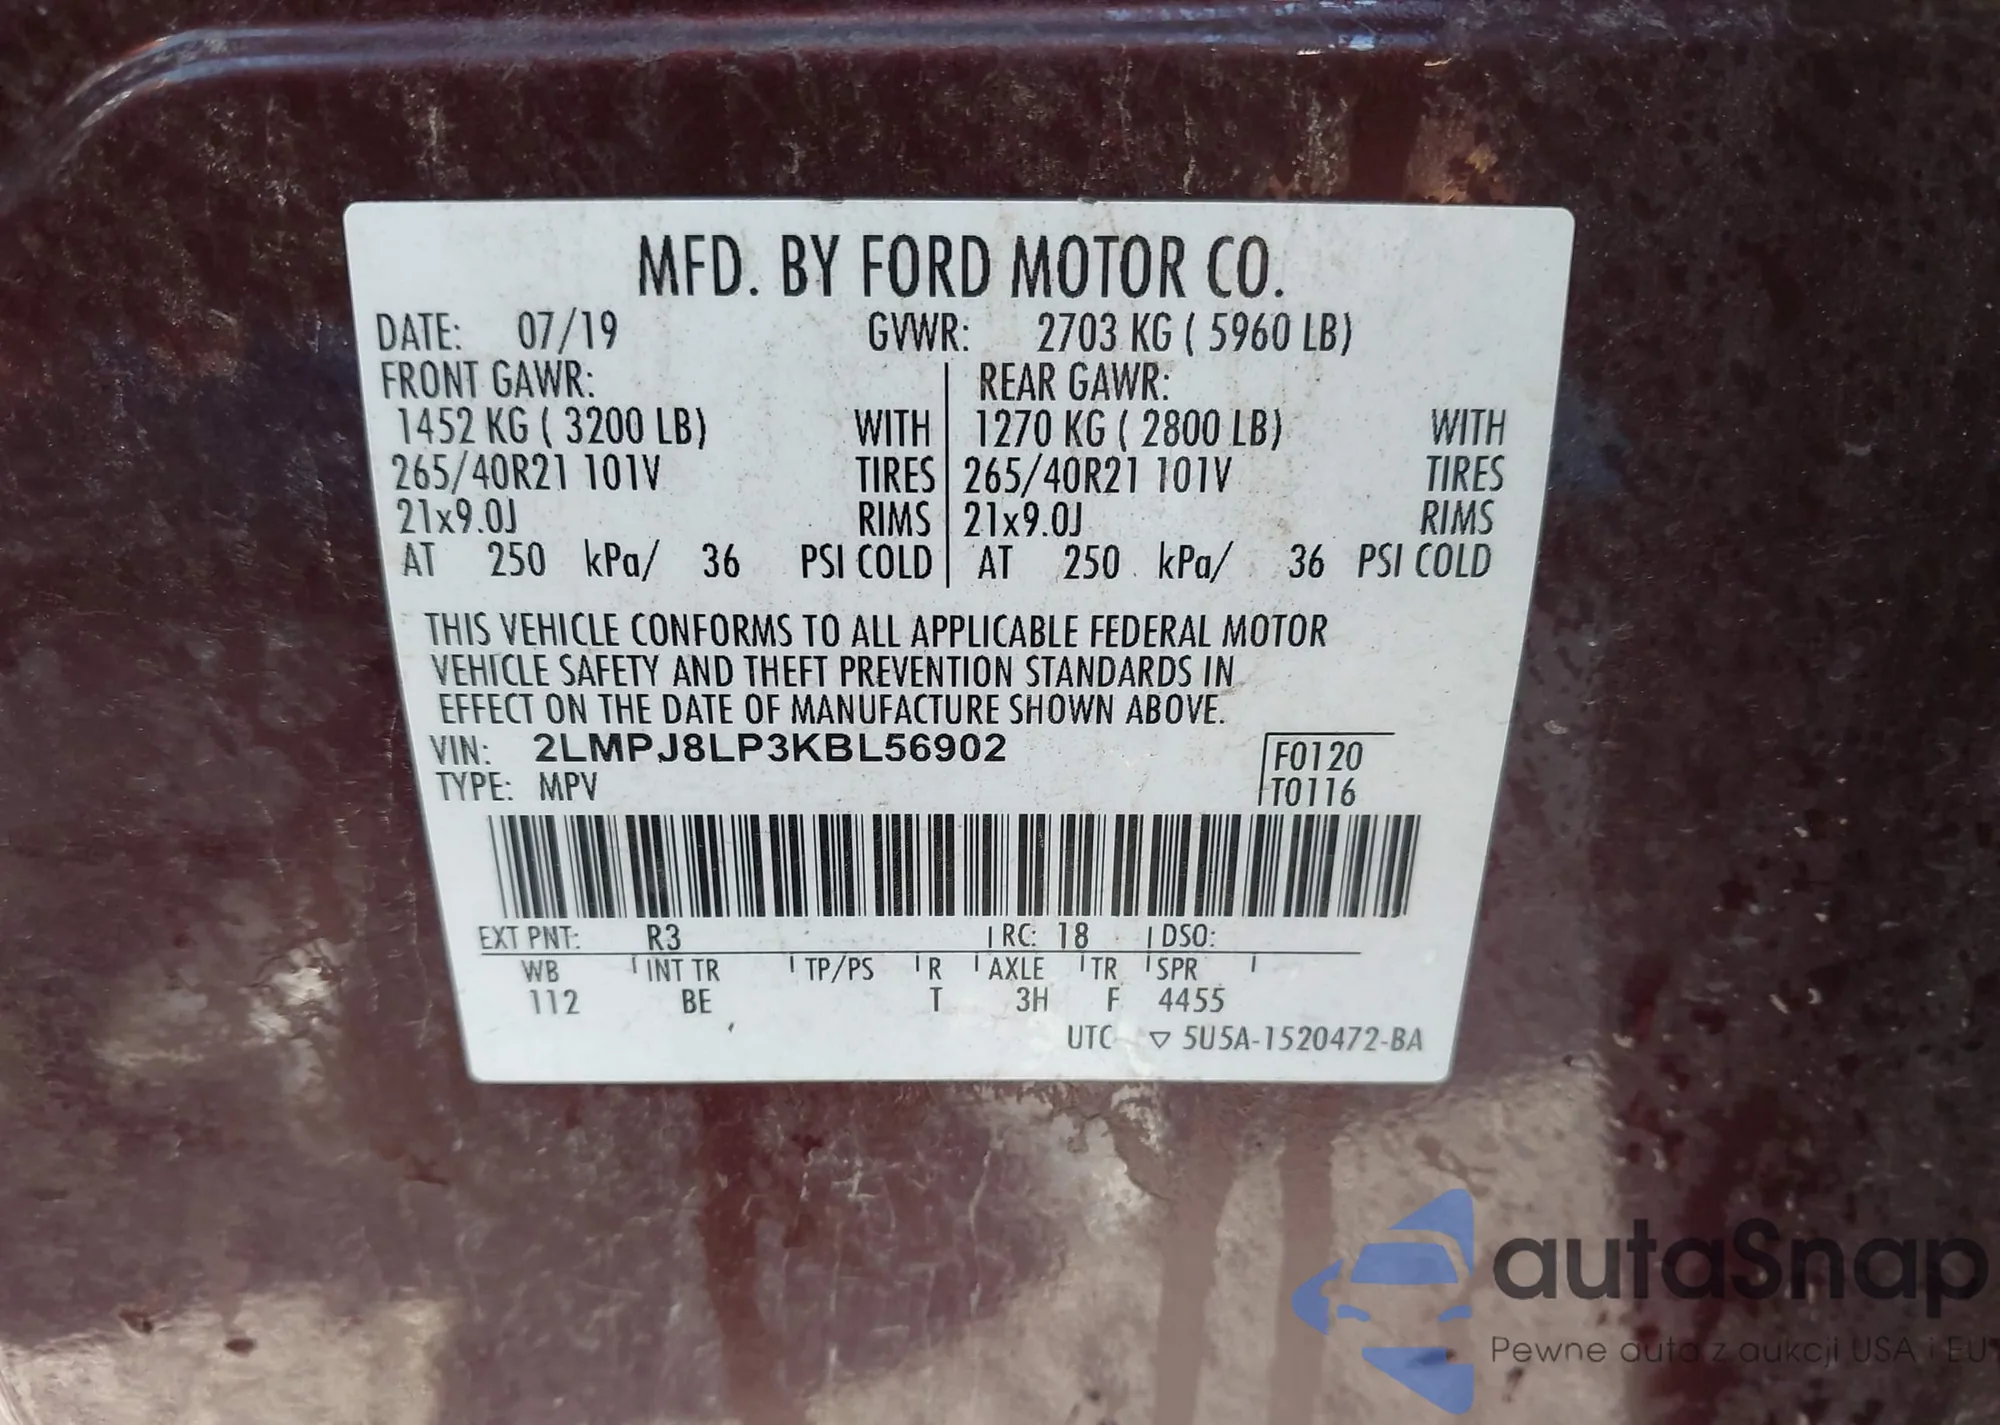 MFD. BY FORD MOTOR CO.
DATE: 07/19 GVWR: 2703 KG ( 5960 LB)
FRONT GAWR: REAR GAWR:
1452 KG ( 3200 LB) WITH 1270 KG ( 2800 LB) WITH
265/40R21 101V TIRES 265/40R21 101V TIRES
21x9.0J RIMS 21x9.0J RIMS
AT 250 kPa/ 36 PSI COLD AT 250 kPa/ 36 PSI COLD
THIS VEHICLE CONFORMS TO ALL APPLICABLE FEDERAL MOTOR
VEHICLE SAFETY AND THEFT PREVENTION STANDARDS IN
EFFECT ON THE DATE OF MANUFACTURE SHOWN ABOVE.
VIN: 2LMPJ8LP3KBL56902 F0120
TYPE: MPV T0116
EXT PNT: R3 RC: 18 DSO:
WB INT TR TP/PS R AXLE TR SPR
112 BE T 3H F 4455
UTC ▽ 5U5A-1520472-BA
autaSnap
Pewne auta z aukcji USA i EU